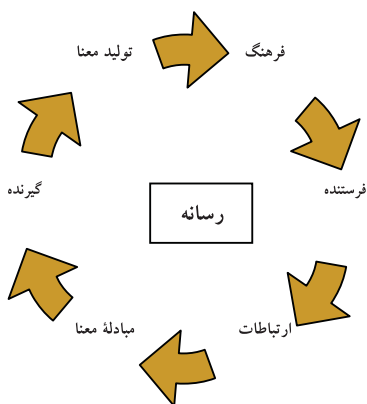 فرهنگ
فرستنده
ارتباطات
مبادلهٔ معنا
گیرنده
تولید معنا
رسانه